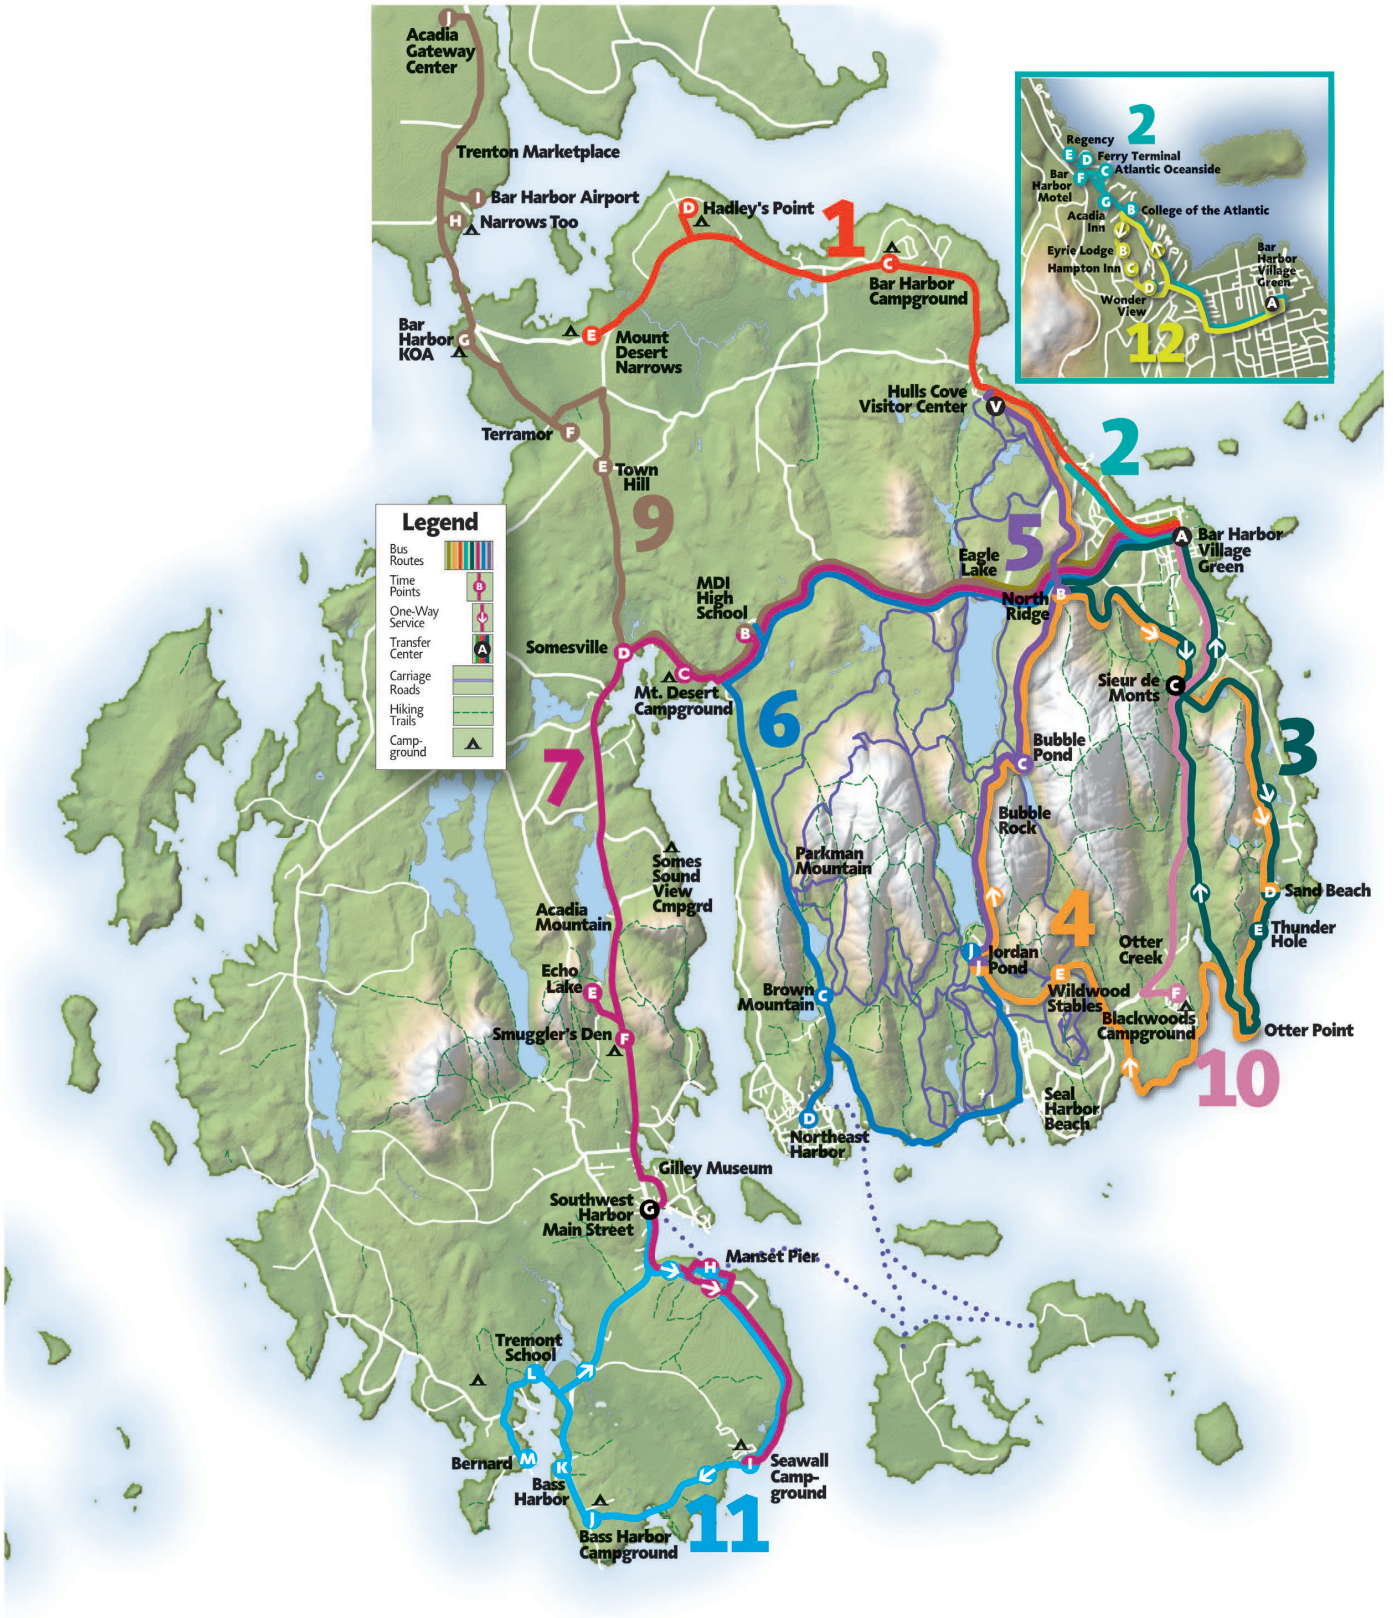 J
Acadia
Gateway
Center
Trenton Marketplace
I
Bar Harbor Airport
H
Narrows Too
D
Hadley's Point
1
C
Bar Harbor
Campground
Bar
Harbor
KOA
G
E
Mount
Desert
Narrows
Terramor
F
E
Town
Hill
9
Hulls Cove
Visitor Center
V
2
Regency
E
D
Ferry Terminal
C
Atlantic Oceanside
Bar
Harbor
Motel
F
G
B
College of the Atlantic
Acadia
Inn
Eyrie Lodge
B
Hampton Inn
C
Wonder
View
D
Bar
Harbor
Village
Green
A
12
2
5
A
Bar Harbor
Village
Green
Legend
Bus
Routes
Time
Points
B
One-Way
Service
Transfer
Center
A
Carriage
Roads
Hiking
Trails
Camp-
ground
Eagle
Lake
MDI
High
School
B
North
Ridge
B
Somesville
D
C
Mt. Desert
Campground
Sieur de
Monts
C
6
7
3
Bubble
Pond
C
Bubble
Rock
Parkman
Mountain
Somes
Sound
View
Cmpgrd
Acadia
Mountain
D
Sand Beach
E
Thunder
Hole
4
Otter
Creek
J
J
Jordan
Pond
Echo
Lake
E
Brown
Mountain
C
E
Wildwood
Stables
F
Blackwoods
Campground
Smuggler's Den
F
Otter Point
10
Seal
Harbor
Beach
D
Northeast
Harbor
Gilley Museum
Southwest
Harbor
Main Street
G
Manset Pier
H
Tremont
School
L
Bernard
M
K
Bass
Harbor
I
Seawall
Camp-
ground
J
Bass Harbor
Campground
11